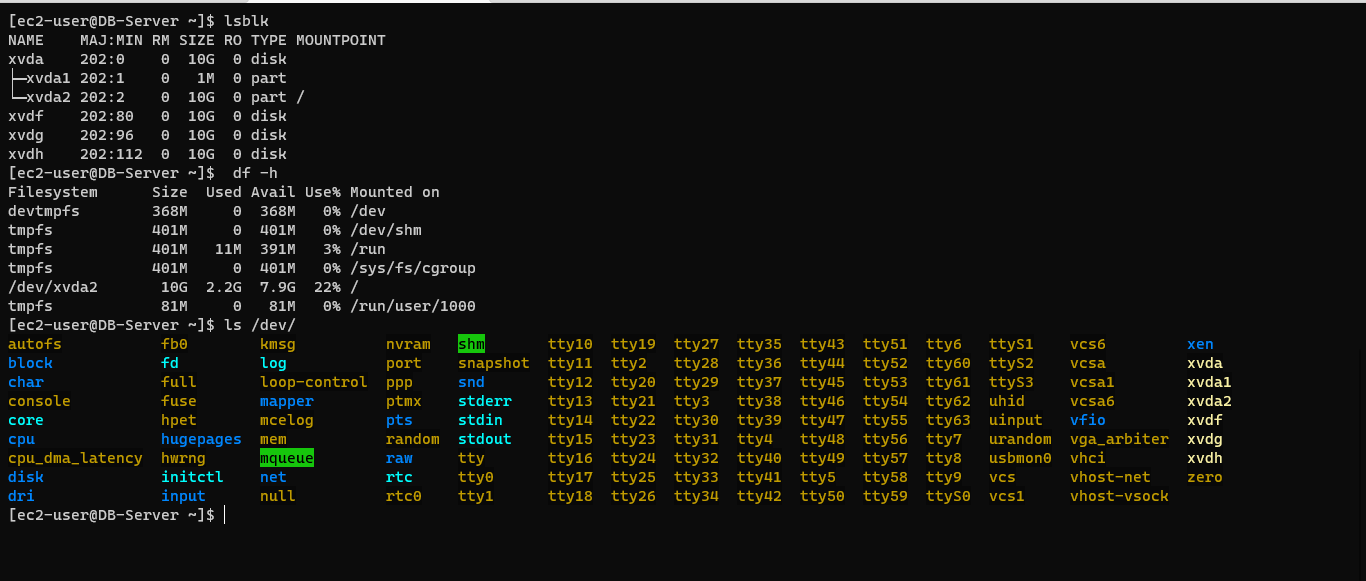 [ec2-user@DB-Server ~]$ lsblk
NAME    MAJ:MIN RM SIZE RO TYPE MOUNTPOINT
xvda    202:0    0  10G  0 disk
├─xvda1 202:1    0   1M  0 part
└─xvda2 202:2    0  10G  0 part /
xvdf    202:80   0  10G  0 disk
xvdg    202:96   0  10G  0 disk
xvdh    202:112  0  10G  0 disk
[ec2-user@DB-Server ~]$  df -h
Filesystem      Size  Used Avail Use% Mounted on
devtmpfs        368M     0  368M   0% /dev
tmpfs           401M     0  401M   0% /dev/shm
tmpfs           401M   11M  391M   3% /run
tmpfs           401M     0  401M   0% /sys/fs/cgroup
/dev/xvda2       10G  2.2G  7.9G  22% /
tmpfs            81M     0   81M   0% /run/user/1000
[ec2-user@DB-Server ~]$ ls /dev/
autofs           fb0        kmsg          nvram   shm       tty10  tty19  tty27  tty35  tty43  tty51  tty6   ttyS1    vcs6         xen
block            fd         log           port    snapshot  tty11  tty2   tty28  tty36  tty44  tty52  tty60  ttyS2    vcsa         xvda
char             full       loop-control  ppp     snd       tty12  tty20  tty29  tty37  tty45  tty53  tty61  ttyS3    vcsa1        xvda1
console          fuse       mapper        ptmx    stderr    tty13  tty21  tty3   tty38  tty46  tty54  tty62  uhid     vcsa6        xvda2
core             hpet       mcelog        pts     stdin     tty14  tty22  tty30  tty39  tty47  tty55  tty63  uinput   vfio         xvdf
cpu              hugepages  mem           random  stdout    tty15  tty23  tty31  tty4   tty48  tty56  tty7   urandom  vga_arbiter  xvdg
cpu_dma_latency  hwrng      mqueue        raw     tty       tty16  tty24  tty32  tty40  tty49  tty57  tty8   usbmon0  vhci         xvdh
disk             initctl    net           rtc     tty0      tty17  tty25  tty33  tty41  tty5   tty58  tty9   vcs      vhost-net    zero
dri              input      null          rtc0    tty1      tty18  tty26  tty34  tty42  tty50  tty59  ttyS0  vcs1     vhost-vsock
[ec2-user@DB-Server ~]$